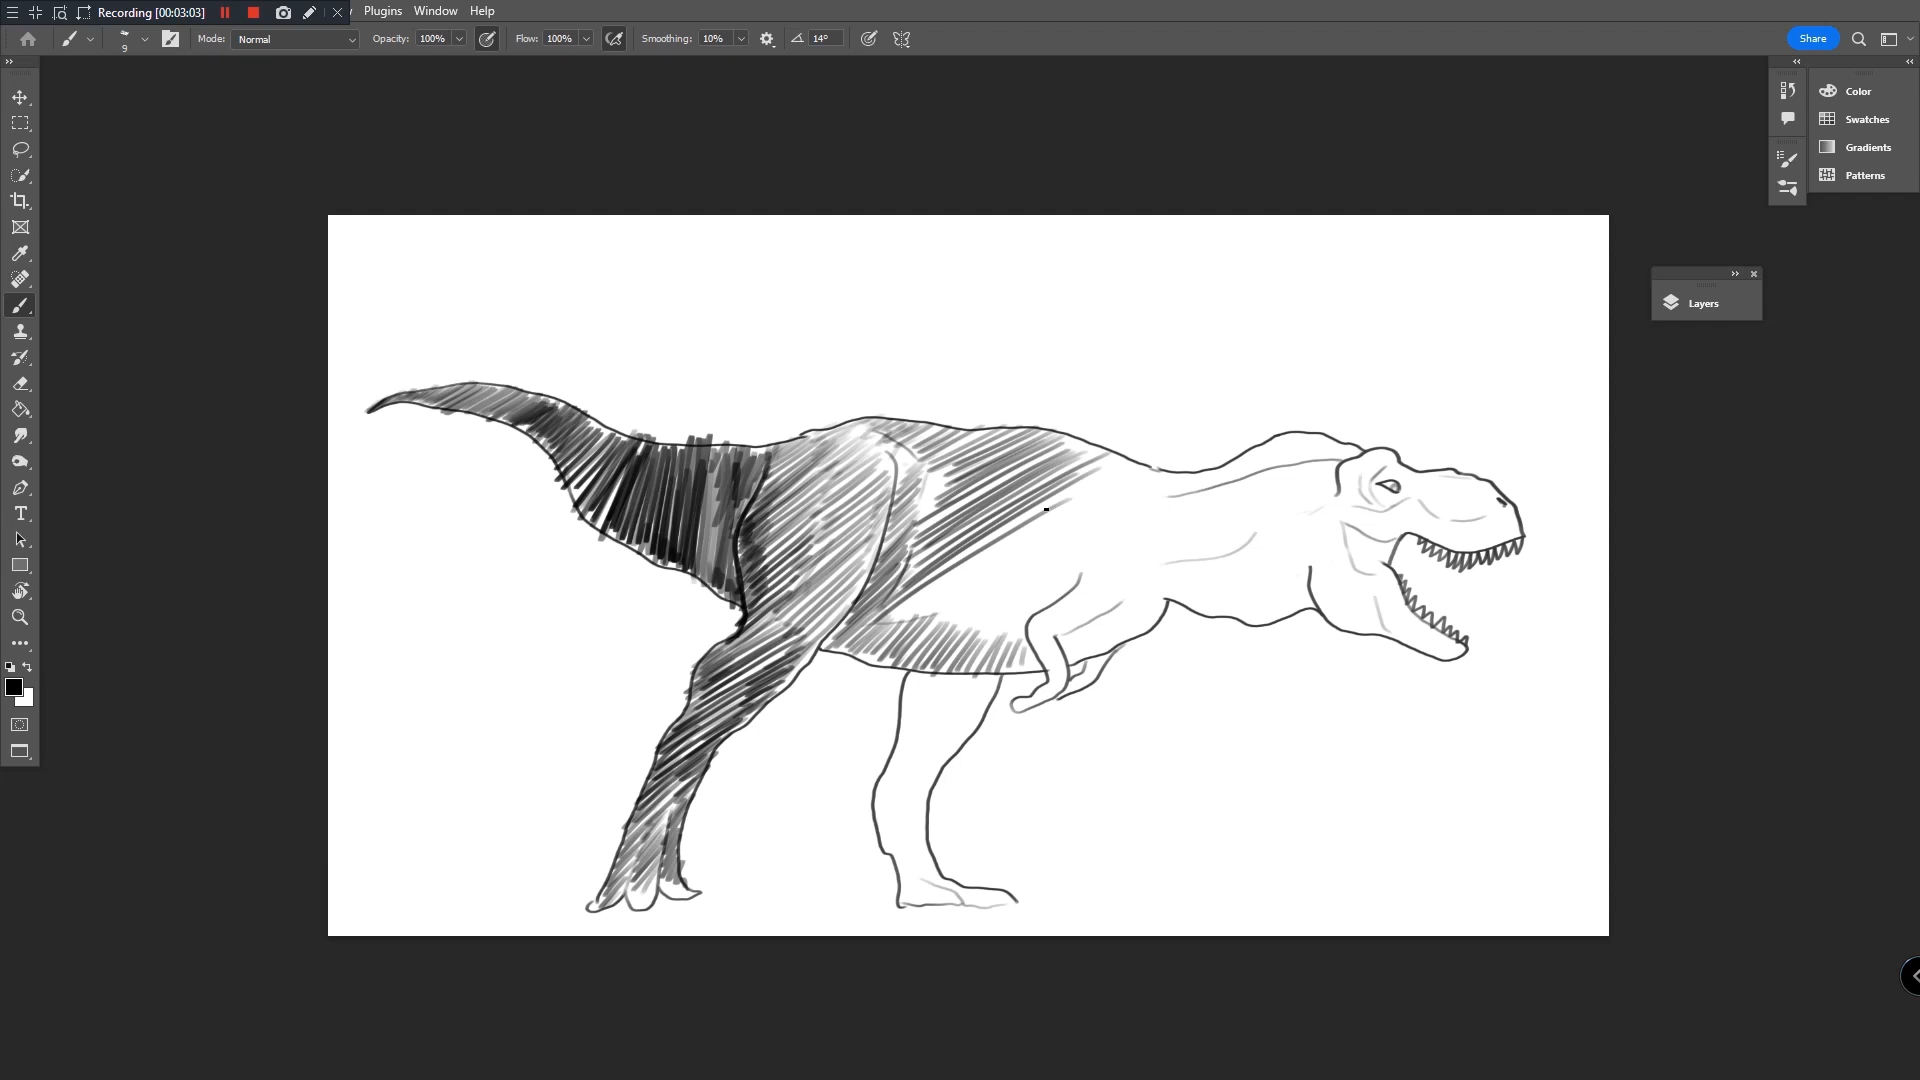 Recording [00:03:03]
Plugins Window Help
9
Mode: Normal
Opacity: 100%
Flow: 100%
Smoothing: 10%
14°
Share
Color
Swatches
Gradients
Patterns
Layers